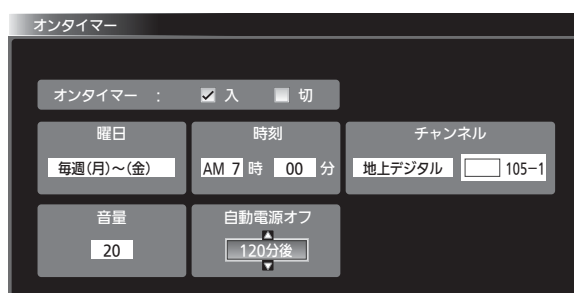 オンタイマー
オンタイマー : 入 切
曜日 時刻 チャンネル
毎週(月)~(金) AM 7 時 00 分 地上デジタル 105-1
音量 自動電源オフ
20 120分後